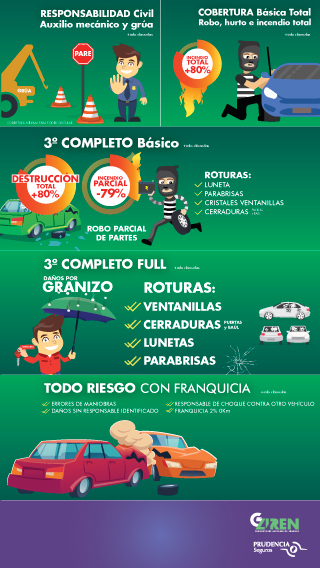 RESPONSABILIDAD Civil
Auxilio mecánico y grúa
PARE
GRÚA
COBERTURA Básica Total
Robo, hurto e incendio total
INCENDIO
TOTAL
+80%
3º COMPLETO Básico
DESTRUCCIÓN
TOTAL
+80%
INCENDIO
PARCIAL
-79%
ROBO PARCIAL
DE PARTES
ROTURAS:
LUNETA
PARABRISAS
CRISTALES VENTANILLAS
CERRADURAS
3º COMPLETO FULL
DAÑOS POR
GRANIZO
ROTURAS:
VENTANILLAS
CERRADURAS PUERTAS y BAÚL
LUNETAS
PARABRISAS
TODO RIESGO CON FRANQUICIA
ERRORES DE MANIOBRAS
DAÑOS SIN RESPONSABLE IDENTIFICADO
RESPONSABLE DE CHOQUE CONTRA OTRO VEHÍCULO
FRANQUICIA 2% 0Km
PRUDENCIA
Seguros